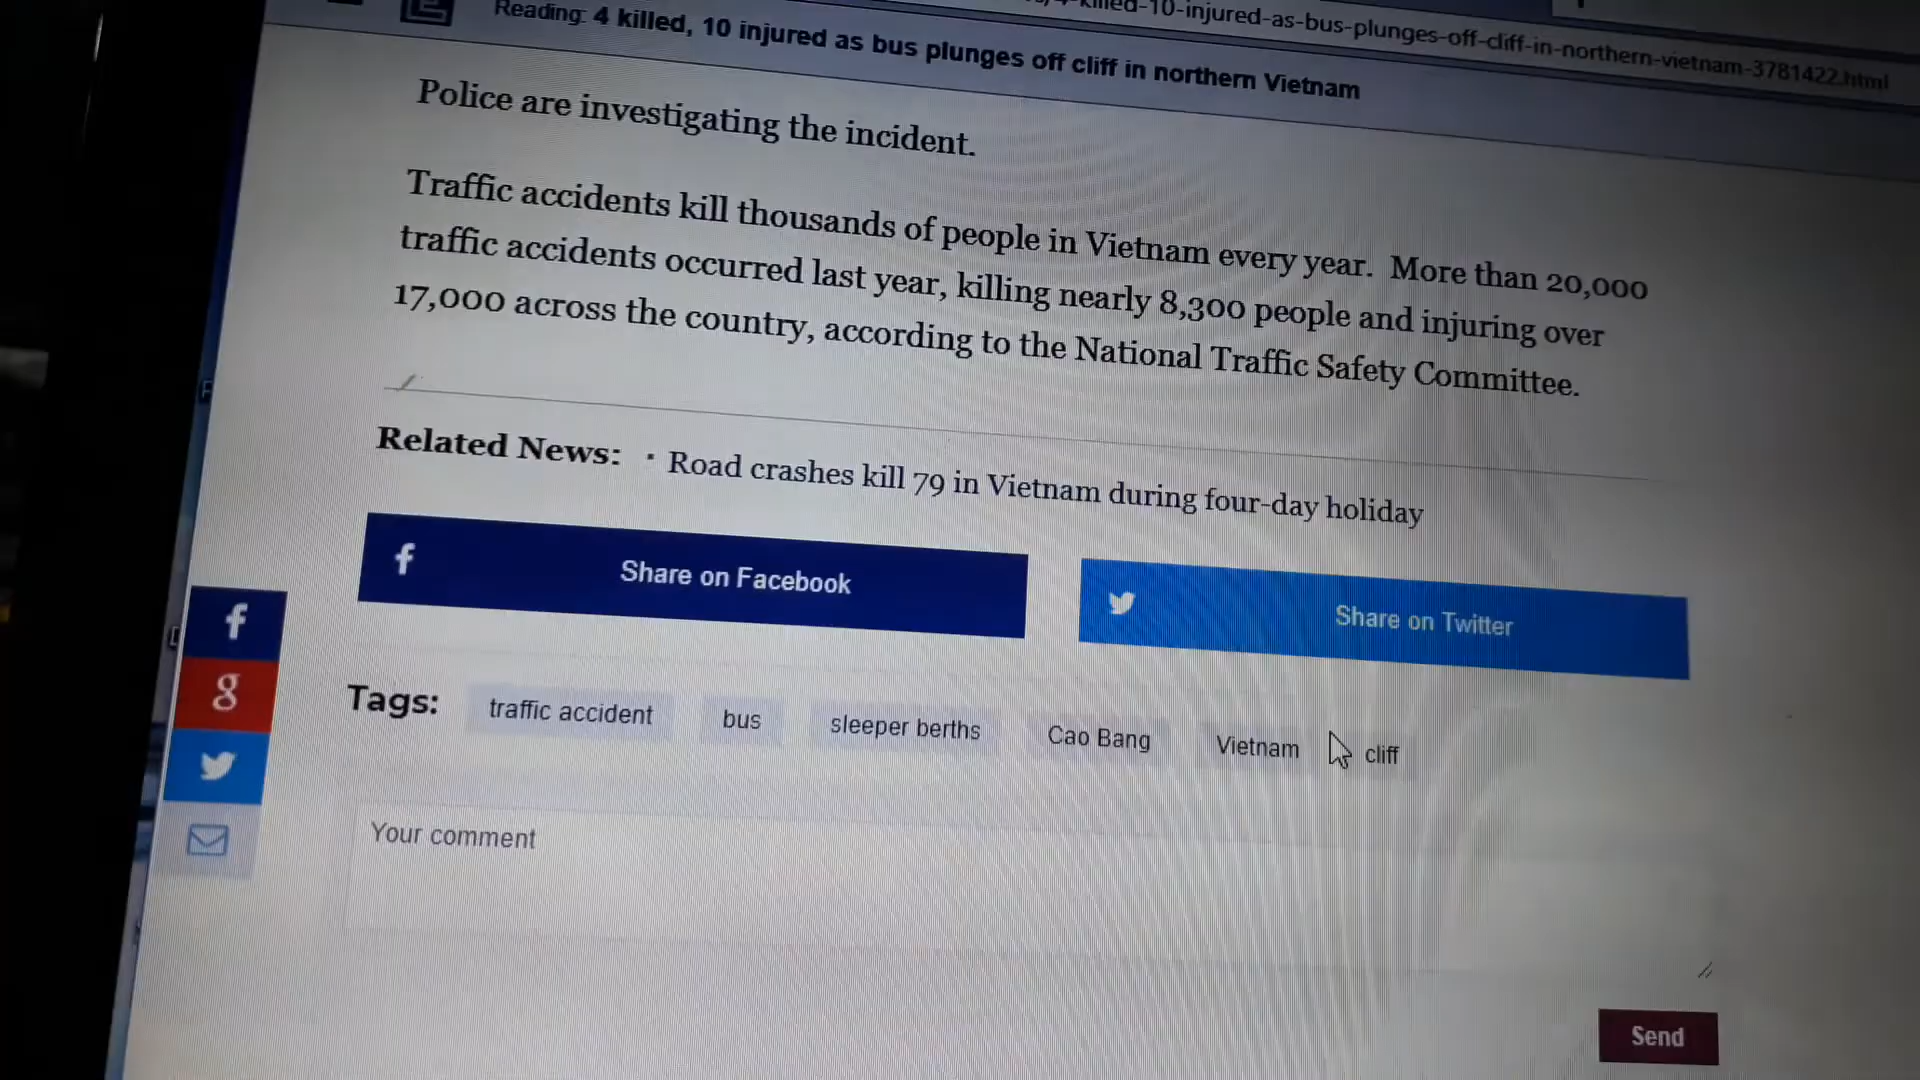 killed-10-injured-as-bus-plunges-off-cliff-in-northern-vietnam-3781422.html
Reading: 4 killed, 10 injured as bus plunges off cliff in northern Vietnam
Police are investigating the incident.
Traffic accidents kill thousands of people in Vietnam every year. More than 20,000
traffic accidents occurred last year, killing nearly 8,300 people and injuring over
17,000 across the country, according to the National Traffic Safety Committee.
Related News: · Road crashes kill 79 in Vietnam during four-day holiday
f Share on Facebook
Share on Twitter
f
g
Tags: traffic accident bus sleeper berths Cao Bang Vietnam cliff
Your comment
Send